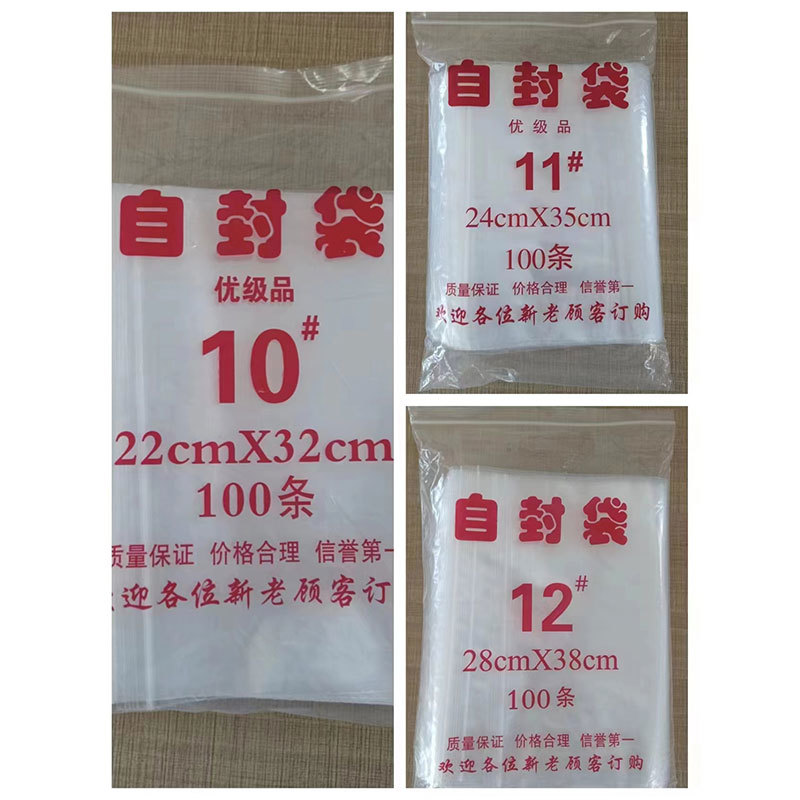 自封袋
优级品
10#
22cmX32cm
100条
质量保证 价格合理 信誉第一
欢迎各位新老顾客订
自封袋
优级品
11#
24cmX35cm
100条
质量保证 价格合理 信誉第一
欢迎各位新老顾客订购
自封袋
12#
28cmX38cm
100条
质量保证 价格合理 信誉第一
欢迎各位新老顾客订购